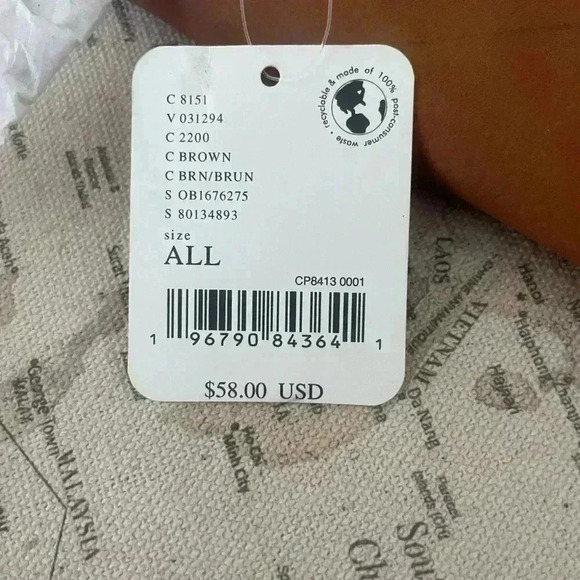 recyclable & made of 100% post-consumer waste •
C 8151
V 031294
C 2200
C BROWN
C BRN/BRUN
S OB1676275
S 80134893
size
ALL
CP8413 0001
1 96790 84364 1
$58.00 USD
LAOS
Hanoi
VIETNAM
Haiphong
Da Nang
Ho Chi
Minh City
George Town
MALAYSIA